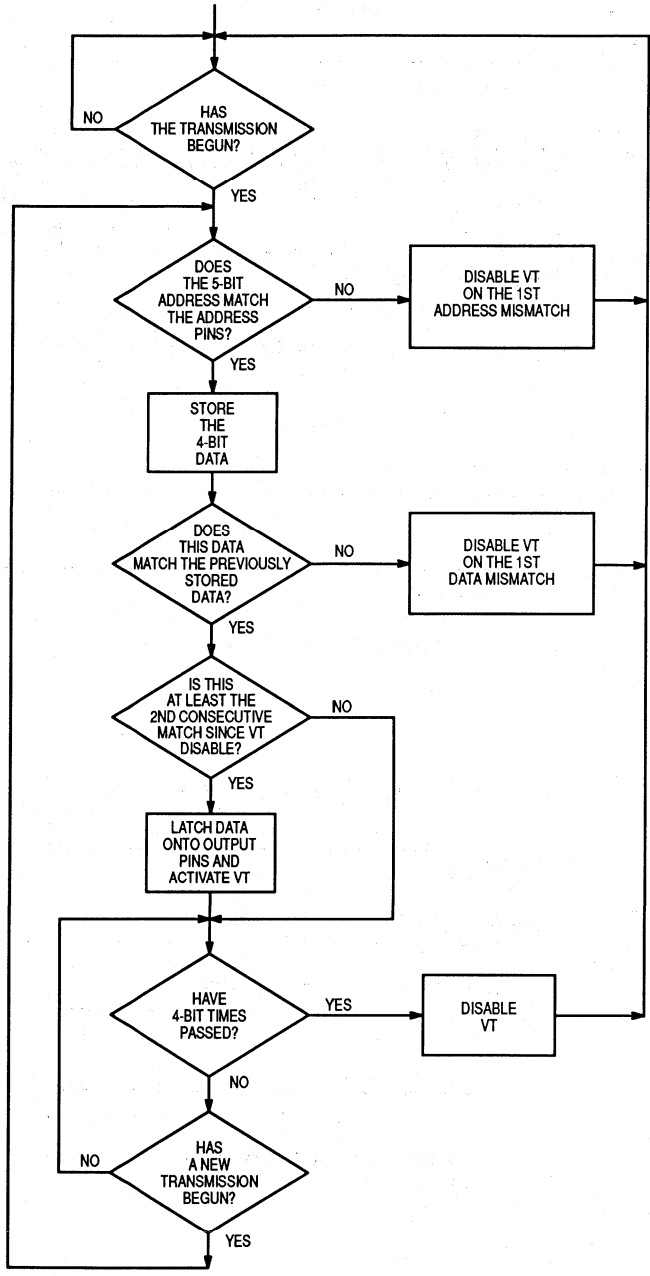 HAS
THE TRANSMISSION
BEGUN?
NO
YES
DOES
THE 5-BIT
ADDRESS MATCH
THE ADDRESS
PINS?
NO
DISABLE VT
ON THE 1ST
ADDRESS MISMATCH
YES
STORE
THE
4-BIT
DATA
DOES
THIS DATA
MATCH THE PREVIOUSLY
STORED
DATA?
NO
DISABLE VT
ON THE 1ST
DATA MISMATCH
YES
IS THIS
AT LEAST THE
2ND CONSECUTIVE
MATCH SINCE VT
DISABLE?
NO
YES
LATCH DATA
ONTO OUTPUT
PINS AND
ACTIVATE VT
HAVE
4-BIT TIMES
PASSED?
YES
DISABLE
VT
NO
HAS
A NEW
TRANSMISSION
BEGUN?
NO
YES